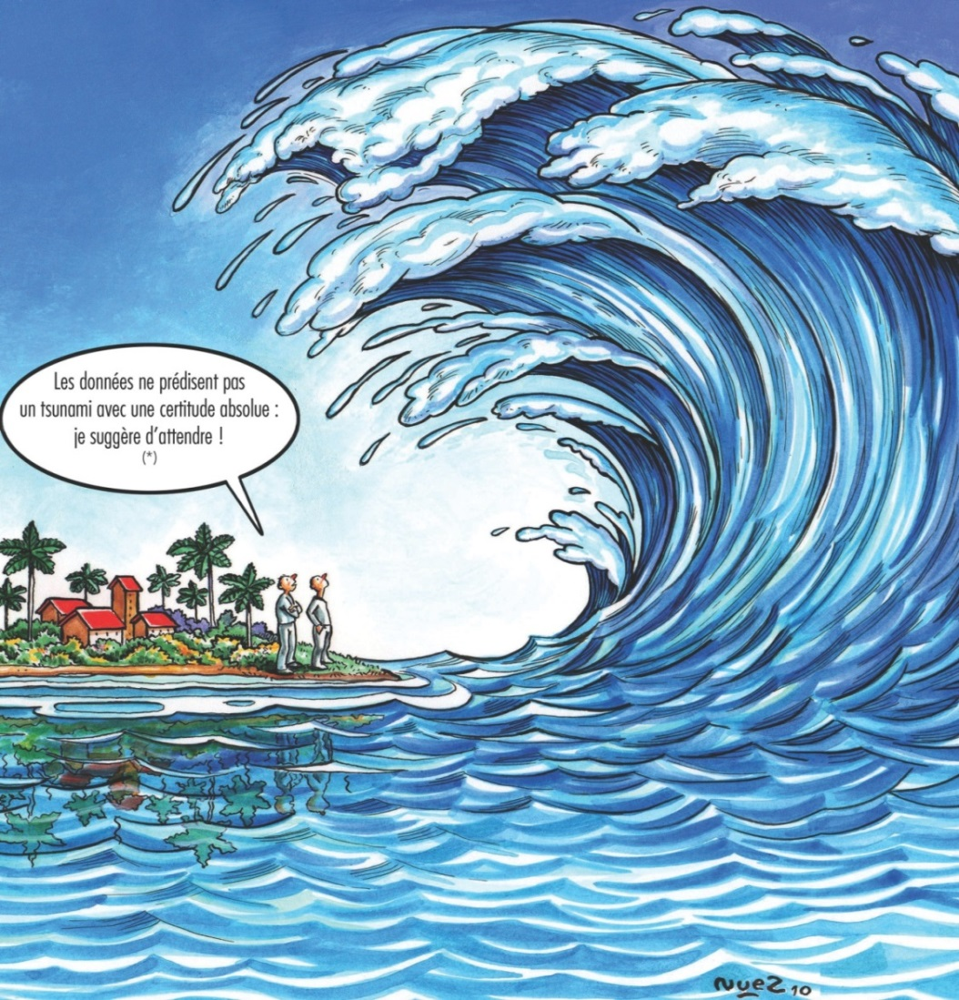 Les données ne prédisent pas
un tsunami avec une certitude absolue :
je suggère d'attendre !
(*)
NUEZ 10